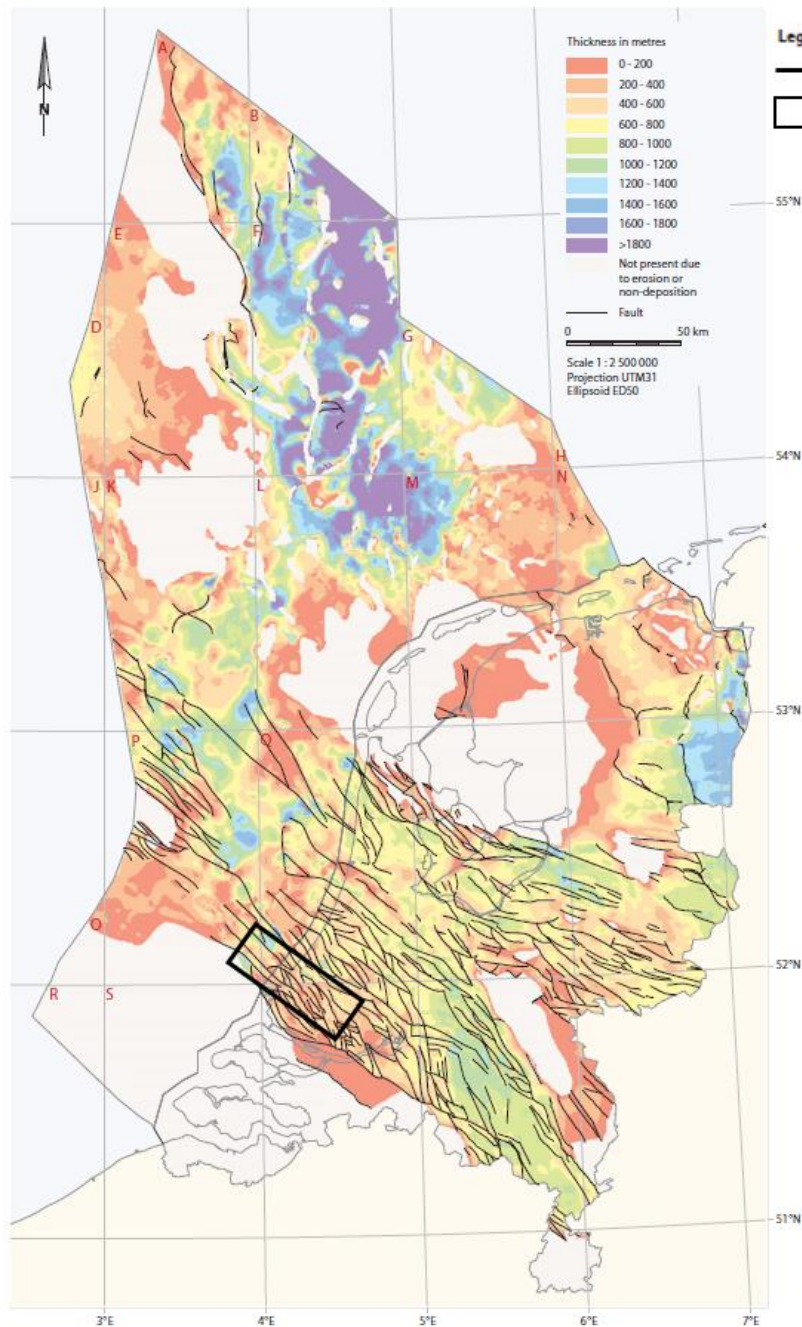 Thickness in metres
0 - 200
200 - 400
400 - 600
600 - 800
800 - 1000
1000 - 1200
1200 - 1400
1400 - 1600
1600 - 1800
>1800
Not present due
to erosion or
non-deposition
Fault
0 50 km
Scale 1 : 2 500 000
Projection UTM31
Ellipsoid ED50
Leg
N
A
B
55°N
E
F
D
G
H
54°N
J K
L
M
N
53°N
P
Q
O
52°N
R S
51°N
3°E 4°E 5°E 6°E 7°E